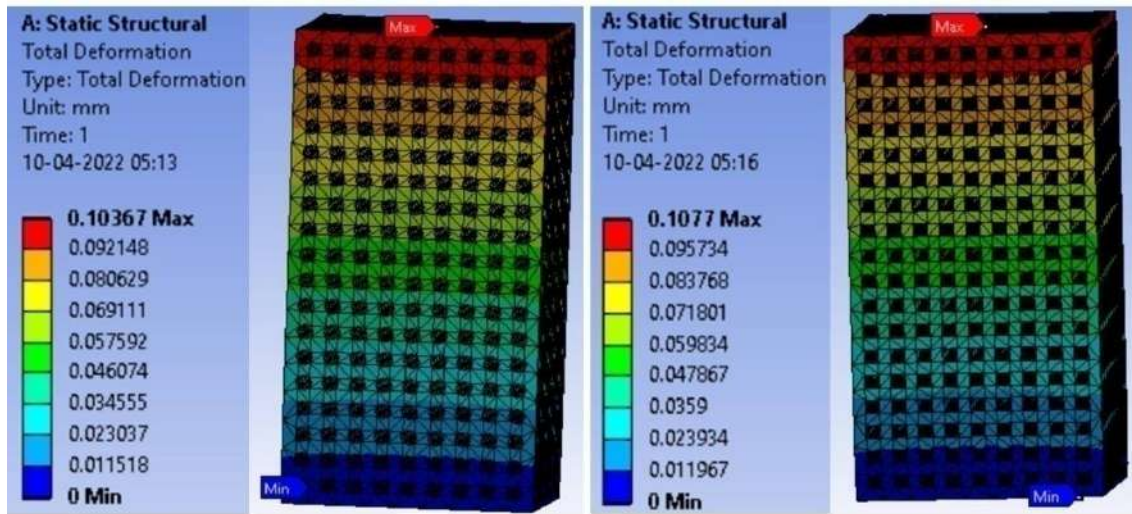 A: Static Structural
Total Deformation
Type: Total Deformation
Unit: mm
Time: 1
10-04-2022 05:13
0.10367 Max
0.092148
0.080629
0.069111
0.057592
0.046074
0.034555
0.023037
0.011518
0 Min
Max
Min
A: Static Structural
Total Deformation
Type: Total Deformation
Unit: mm
Time: 1
10-04-2022 05:16
0.1077 Max
0.095734
0.083768
0.071801
0.059834
0.047867
0.0359
0.023934
0.011967
0 Min
Max
Min